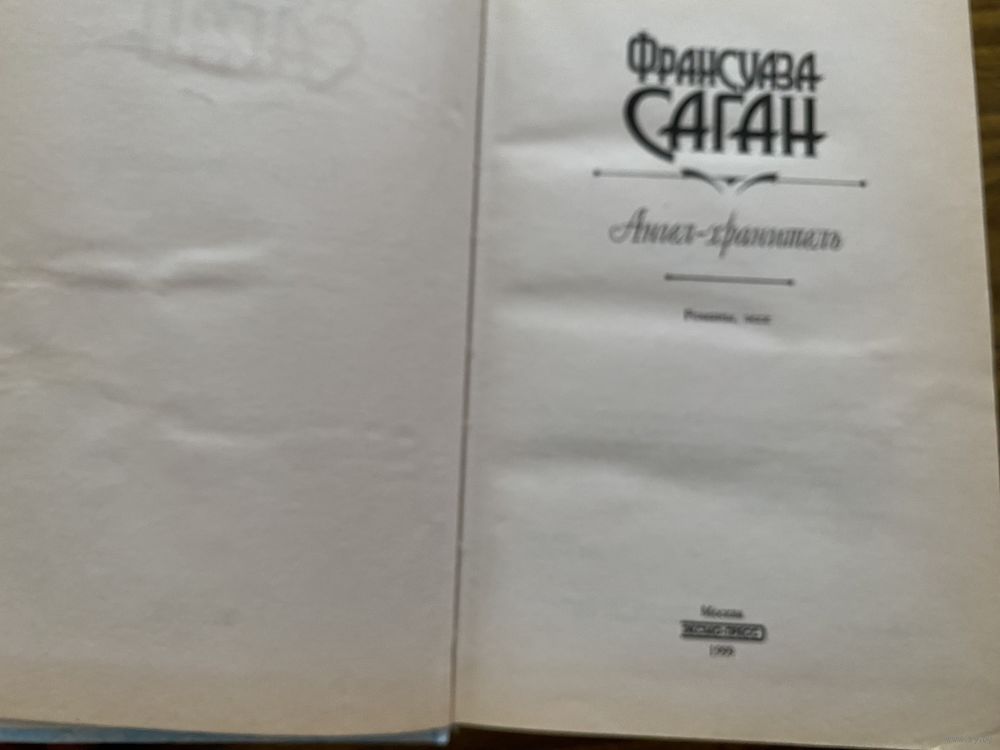 ФРАНСУАЗА
САГАН
Ангел-хранитель
Романы, эссе
Москва
ЭКСМО-ПРЕСС
1999